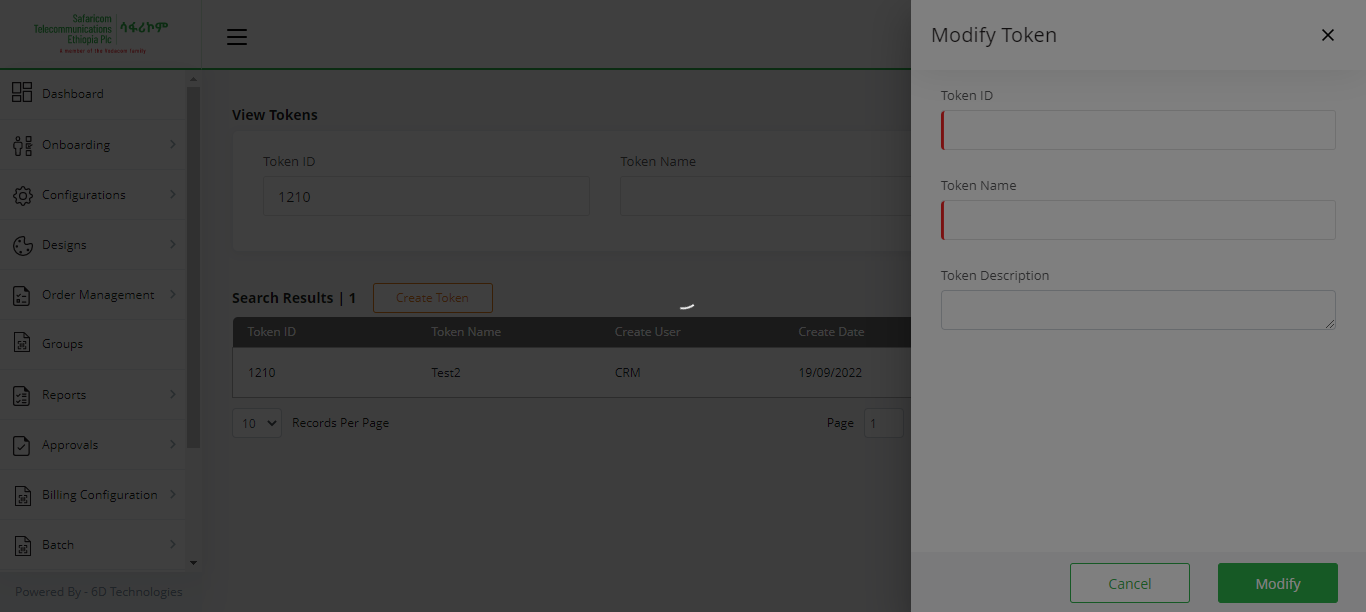 Safaricom
Telecommunications
Ethiopia Plc
ሳፋሪኮም
A member of the Vodacom family
Modify Token
Dashboard
Onboarding
Configurations
Designs
Order Management
Groups
Reports
Approvals
Billing Configuration
Batch
Powered By - 6D Technologies
View Tokens
Token ID
Token Name
1210
Search Results | 1
Create Token
Token ID Token Name Create User Create Date
1210 Test2 CRM 19/09/2022
10 Records Per Page Page 1
Token ID
Token Name
Token Description
Cancel Modify